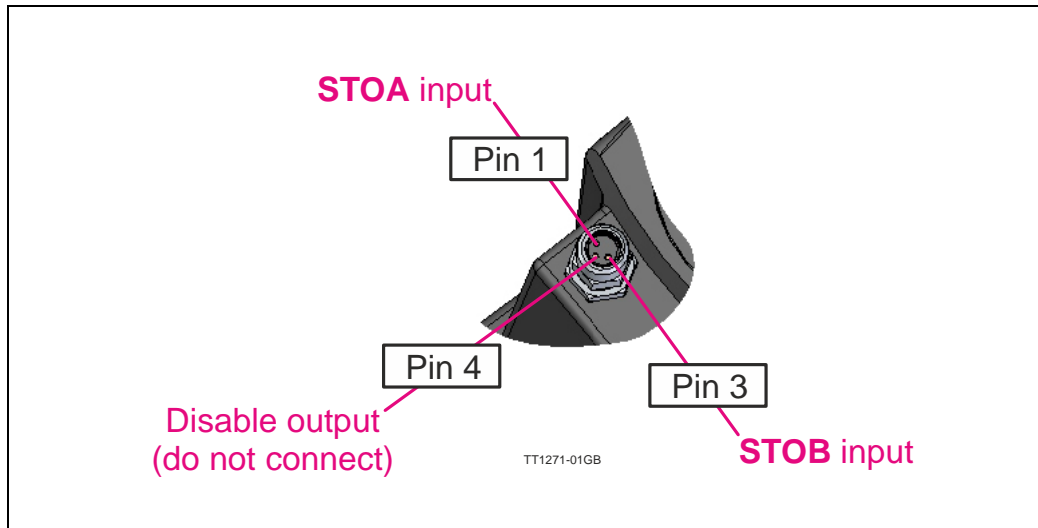 STOA input
Pin 1
Pin 4
Pin 3
Disable output
(do not connect)
STOB input
TT1271-01GB